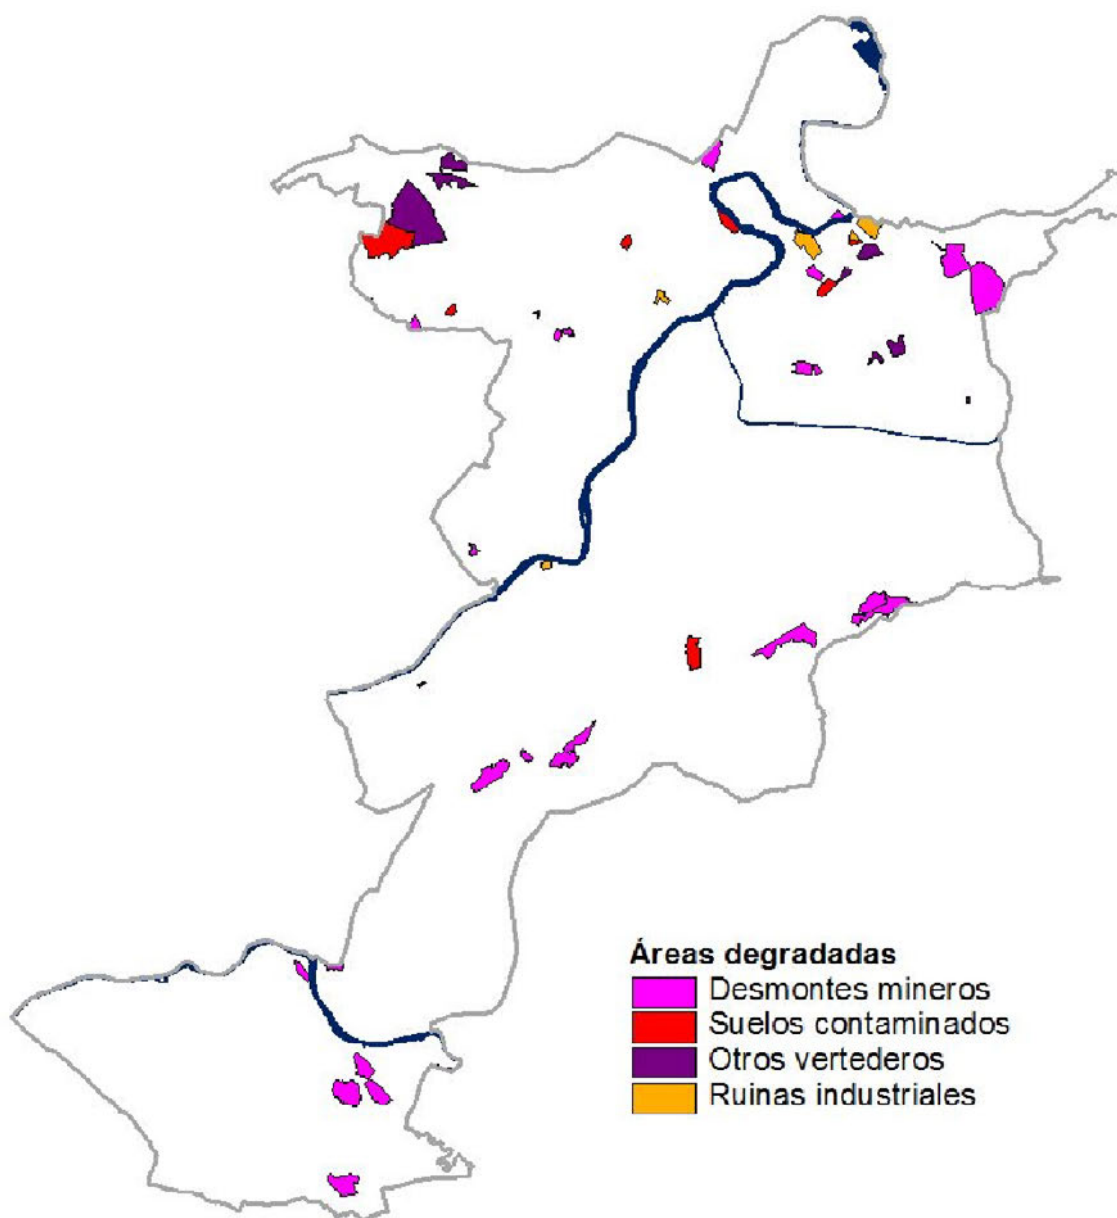 Áreas degradadas
Desmontes mineros
Suelos contaminados
Otros vertederos
Ruinas industriales